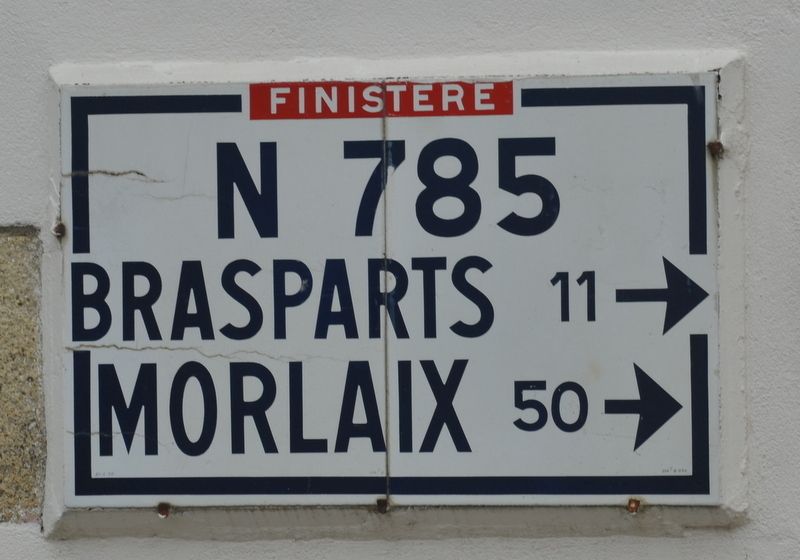 FINISTERE
N 785
BRASPARTS 11
MORLAIX 50